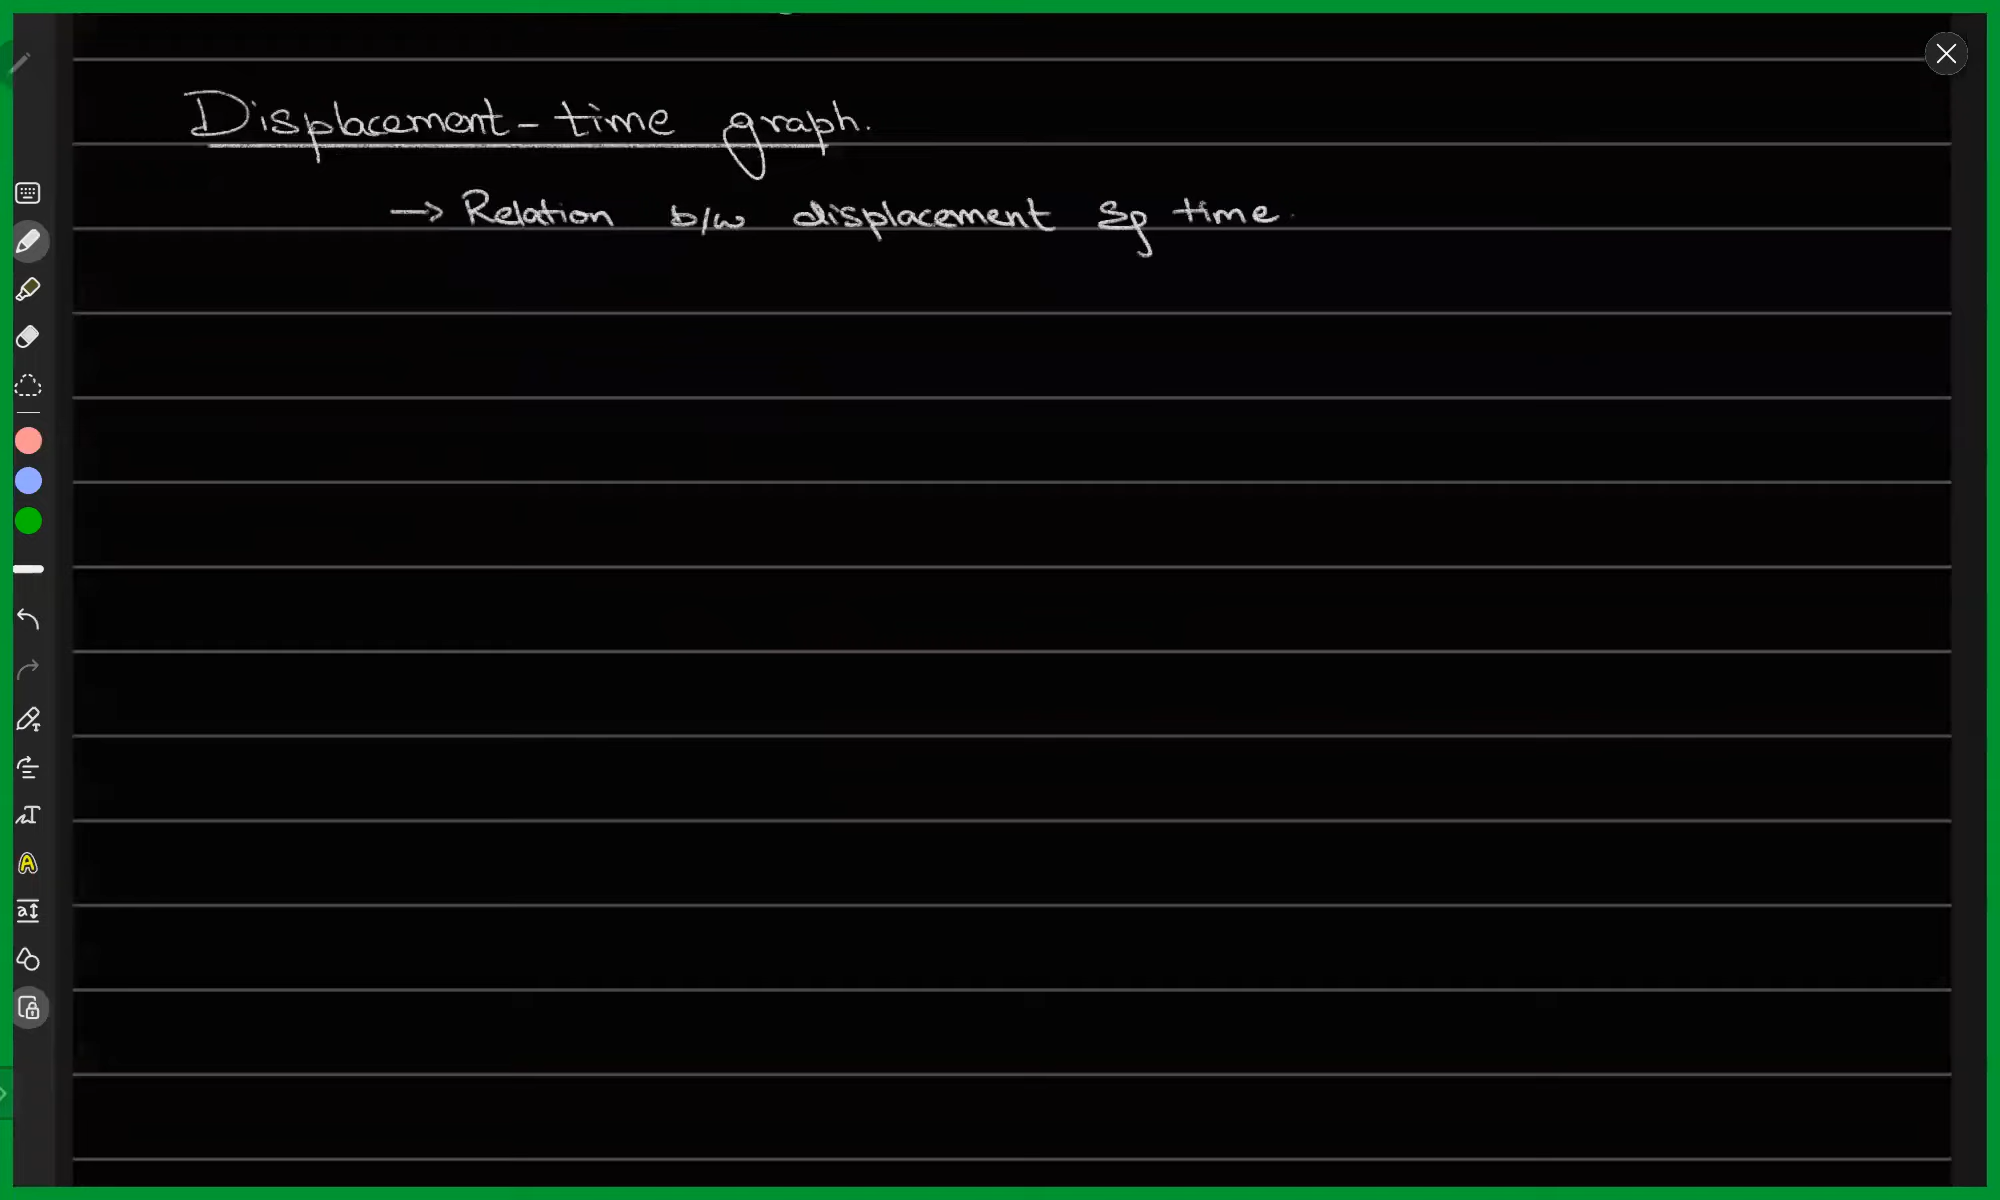 Displacement - time graph.
→ Relation b/w displacement & time.